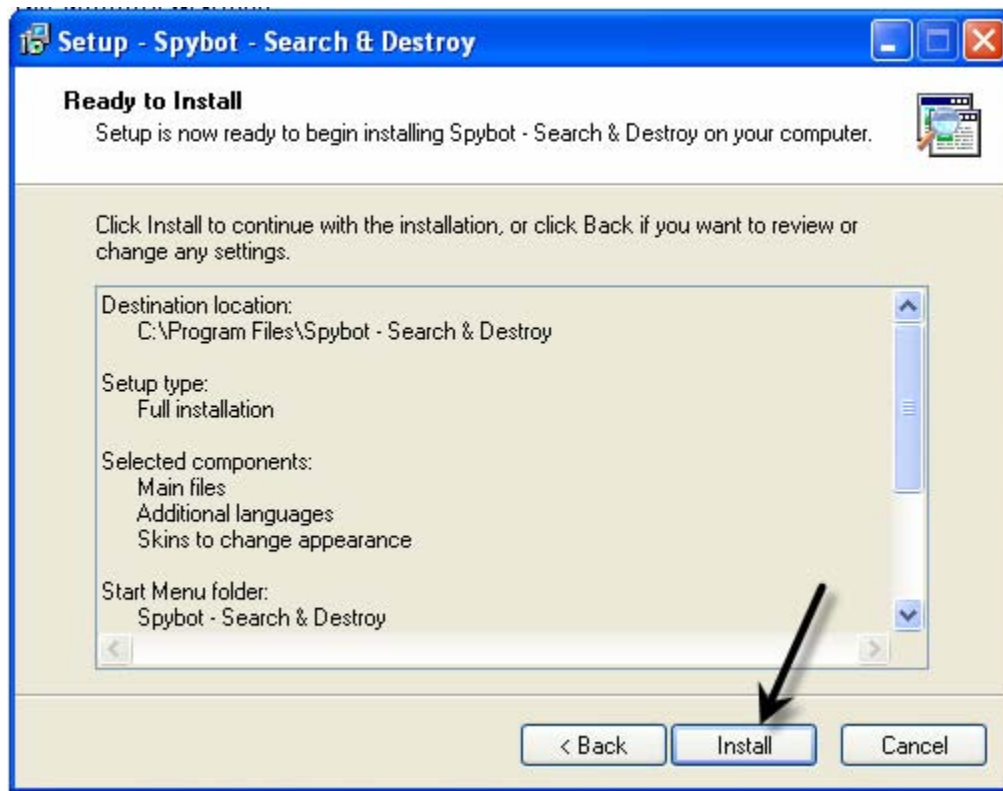 Setup - Spybot - Search & Destroy
Ready to Install
Setup is now ready to begin installing Spybot - Search & Destroy on your computer.
Click Install to continue with the installation, or click Back if you want to review or
change any settings.
Destination location:
C:\Program Files\Spybot - Search & Destroy
Setup type:
Full installation
Selected components:
Main files
Additional languages
Skins to change appearance
Start Menu folder:
Spybot - Search & Destroy
< Back
Install
Cancel